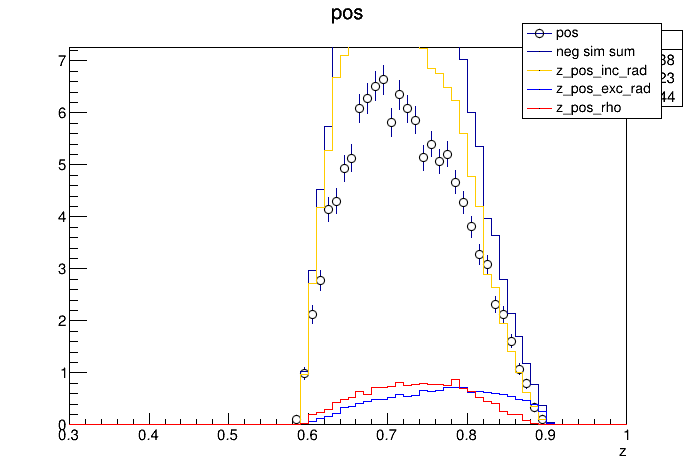 pos
pos
neg sim sum
z_pos_inc_rad
z_pos_exc_rad
z_pos_rho
38
23
44
7
6
5
4
3
2
1
0
0.3 0.4 0.5 0.6 0.7 0.8 0.9 1
z